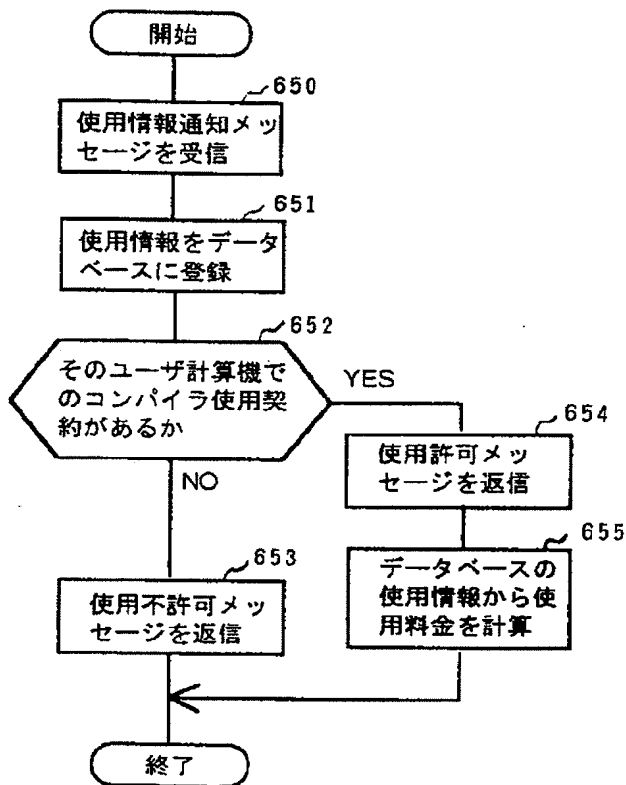 開始
650
使用情報通知メッ
セージを受信
651
使用情報をデータ
ベースに登録
652
そのユーザ計算機で
のコンパイラ使用契
約があるか
YES
NO
654
使用許可メッ
セージを返信
655
データベースの
使用情報から使
用料金を計算
653
使用不許可メッ
セージを返信
終了